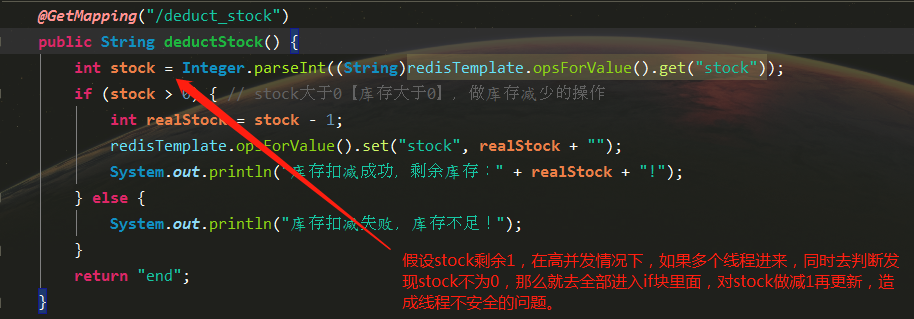 @GetMapping("/deduct_stock")
public String deductStock() {
int stock = Integer.parseInt((String)redisTemplate.opsForValue().get("stock"));
if (stock > 0) { // stock大于0【库存大于0】, 做库存减少的操作
int realStock = stock - 1;
redisTemplate.opsForValue().set("stock", realStock + "");
System.out.println("库存扣减成功, 剩余库存:" + realStock + "!");
} else {
System.out.println("库存扣减失败, 库存不足!");
}
return "end";
}
假设stock剩余1，在高并发情况下，如果多个线程进来，同时去判断发
现stock不为0，那么就去全部进入if块里面，对stock做减1再更新，造
成线程不安全的问题。